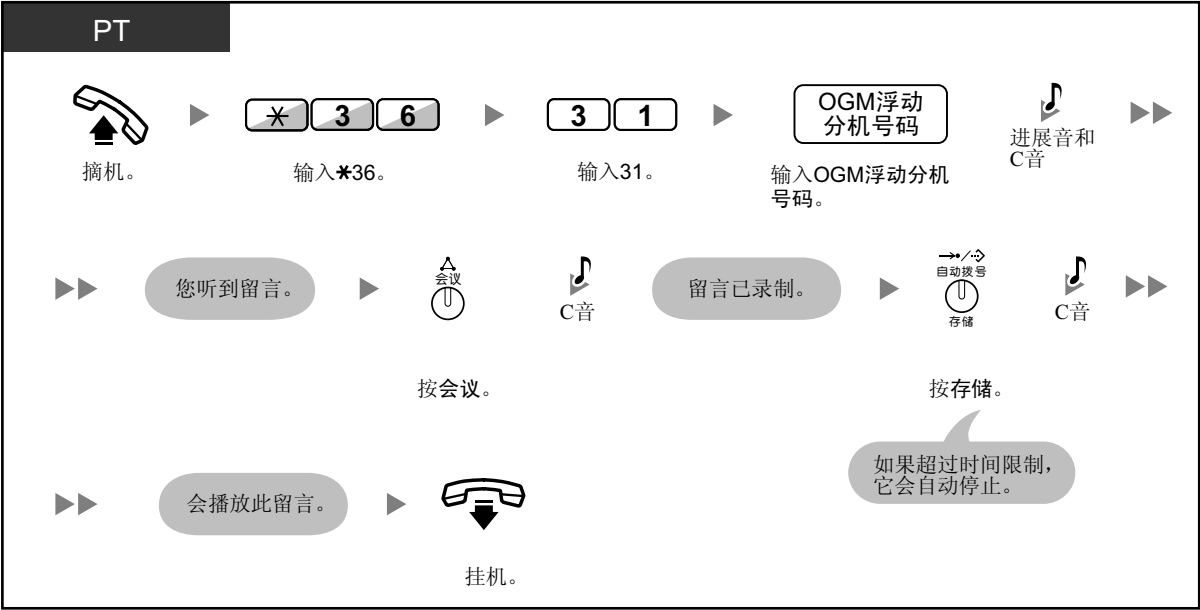 PT
✱ 3 6
3 1
OGM浮动
分机号码
进展音和
C音
摘机。
输入✱36。
输入31。
输入OGM浮动分机
号码。
您听到留言。
会议
C音
留言已录制。
自动拨号
存储
C音
按会议。
按存储。
如果超过时间限制，
它会自动停止。
会播放此留言。
挂机。